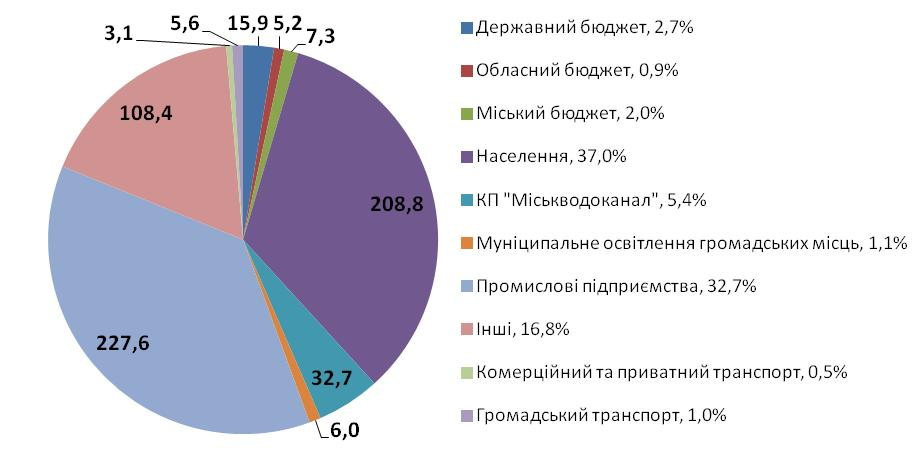 3,1
5,6
15,9
5,2
7,3
108,4
208,8
227,6
32,7
6,0
Державний бюджет, 2,7%
Обласний бюджет, 0,9%
Міський бюджет, 2,0%
Населення, 37,0%
КП "Міськводоканал", 5,4%
Муніципальне освітлення громадських місць, 1,1%
Промислові підприємства, 32,7%
Інші, 16,8%
Комерційний та приватний транспорт, 0,5%
Громадський транспорт, 1,0%